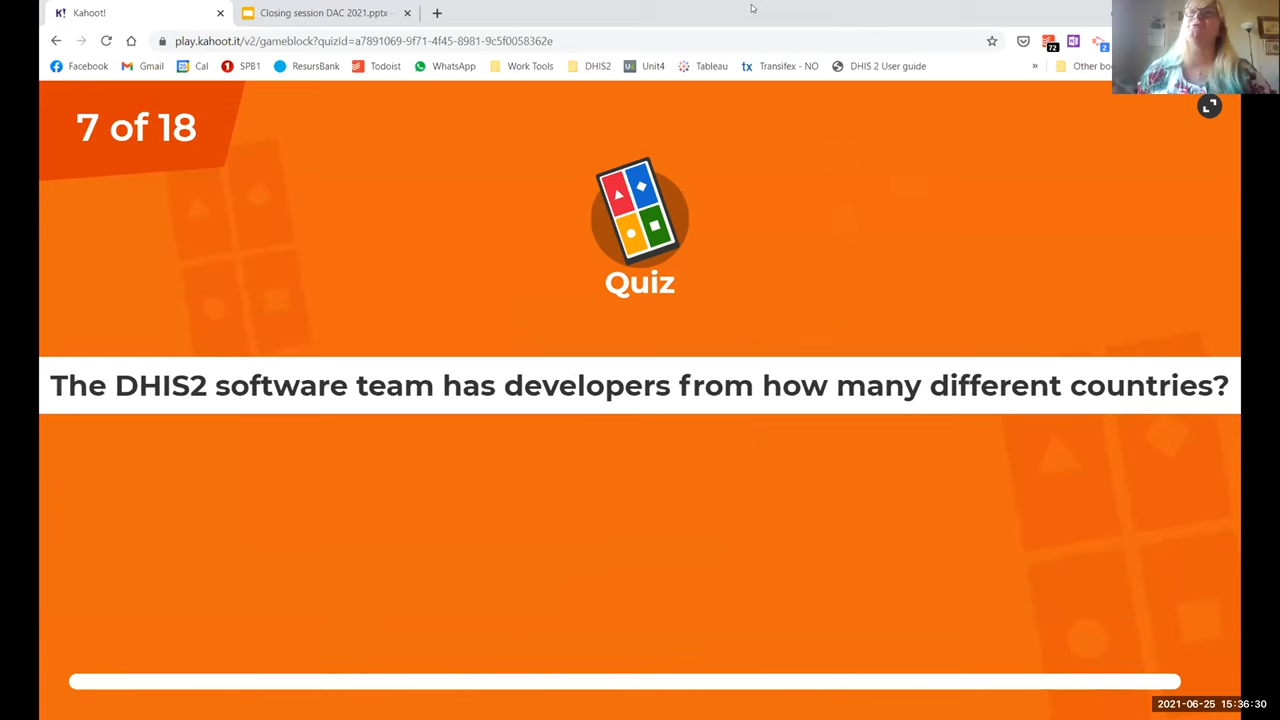 K! Kahoot!
Closing session DAC 2021.pptx -
play.kahoot.it/v2/gameblock?quizId=a7891069-9f71-4f45-8981-9c5f0058362e
72
2
Facebook Gmail Cal SPB1 ResursBank Todoist WhatsApp Work Tools DHIS2 Unit4 Tableau tx Transifex - NO DHIS 2 User guide » Other bo
7 of 18
Quiz
The DHIS2 software team has developers from how many different countries?
2021-06-25 15:36:30